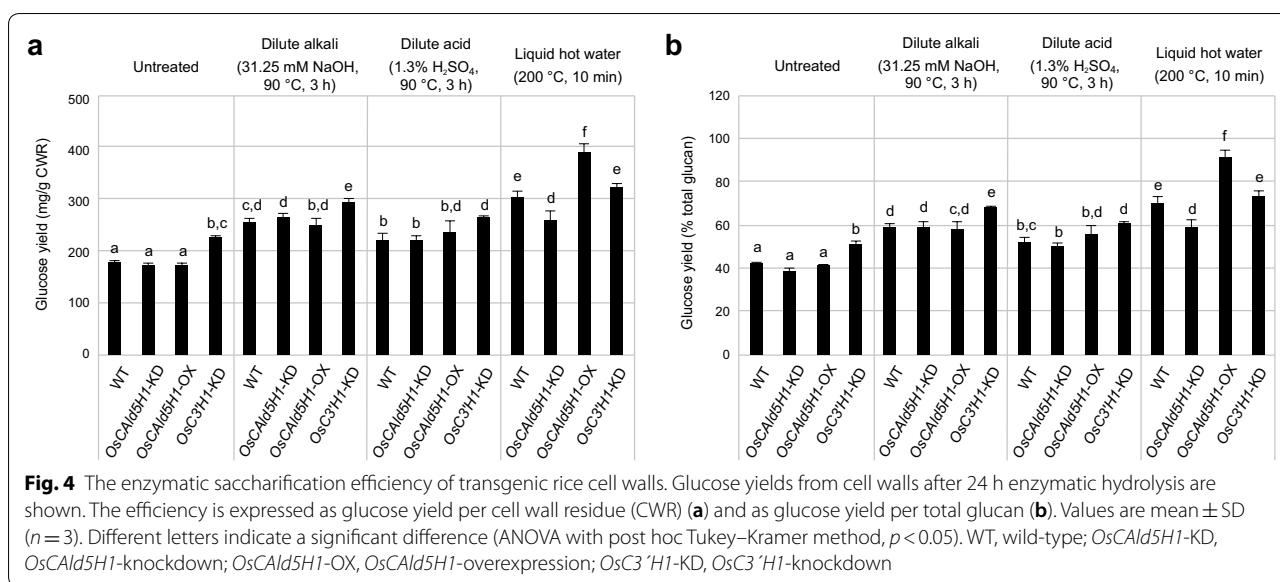 a
Untreated
Dilute alkali
(31.25 mM NaOH,
90 °C, 3 h)
Dilute acid
(1.3% H₂SO₄,
90 °C, 3 h)
Liquid hot water
(200 °C, 10 min)
Glucose yield (mg/g CWR)
500
400
300
200
100
0
a
a
a
b,c
c,d
d
b,d
e
b
b
b,d
d
e
d
f
e
WT
OsCAld5H1-KD
OsCAld5H1-OX
OsC3'H1-KD
WT
OsCAld5H1-KD
OsCAld5H1-OX
OsC3'H1-KD
WT
OsCAld5H1-KD
OsCAld5H1-OX
OsC3'H1-KD
WT
OsCAld5H1-KD
OsCAld5H1-OX
OsC3'H1-KD
b
Untreated
Dilute alkali
(31.25 mM NaOH,
90 °C, 3 h)
Dilute acid
(1.3% H₂SO₄,
90 °C, 3 h)
Liquid hot water
(200 °C, 10 min)
Glucose yield (% total glucan)
120
100
80
60
40
20
0
a
a
a
b
d
d
c,d
e
b,c
b
b,d
d
e
d
f
e
WT
OsCAld5H1-KD
OsCAld5H1-OX
OsC3'H1-KD
WT
OsCAld5H1-KD
OsCAld5H1-OX
OsC3'H1-KD
WT
OsCAld5H1-KD
OsCAld5H1-OX
OsC3'H1-KD
WT
OsCAld5H1-KD
OsCAld5H1-OX
OsC3'H1-KD
Fig. 4 The enzymatic saccharification efficiency of transgenic rice cell walls. Glucose yields from cell walls after 24 h enzymatic hydrolysis are
shown. The efficiency is expressed as glucose yield per cell wall residue (CWR) (a) and as glucose yield per total glucan (b). Values are mean ± SD
(n = 3). Different letters indicate a significant difference (ANOVA with post hoc Tukey–Kramer method, p < 0.05). WT, wild-type; OsCAld5H1-KD,
OsCAld5H1-knockdown; OsCAld5H1-OX, OsCAld5H1-overexpression; OsC3´H1-KD, OsC3´H1-knockdown